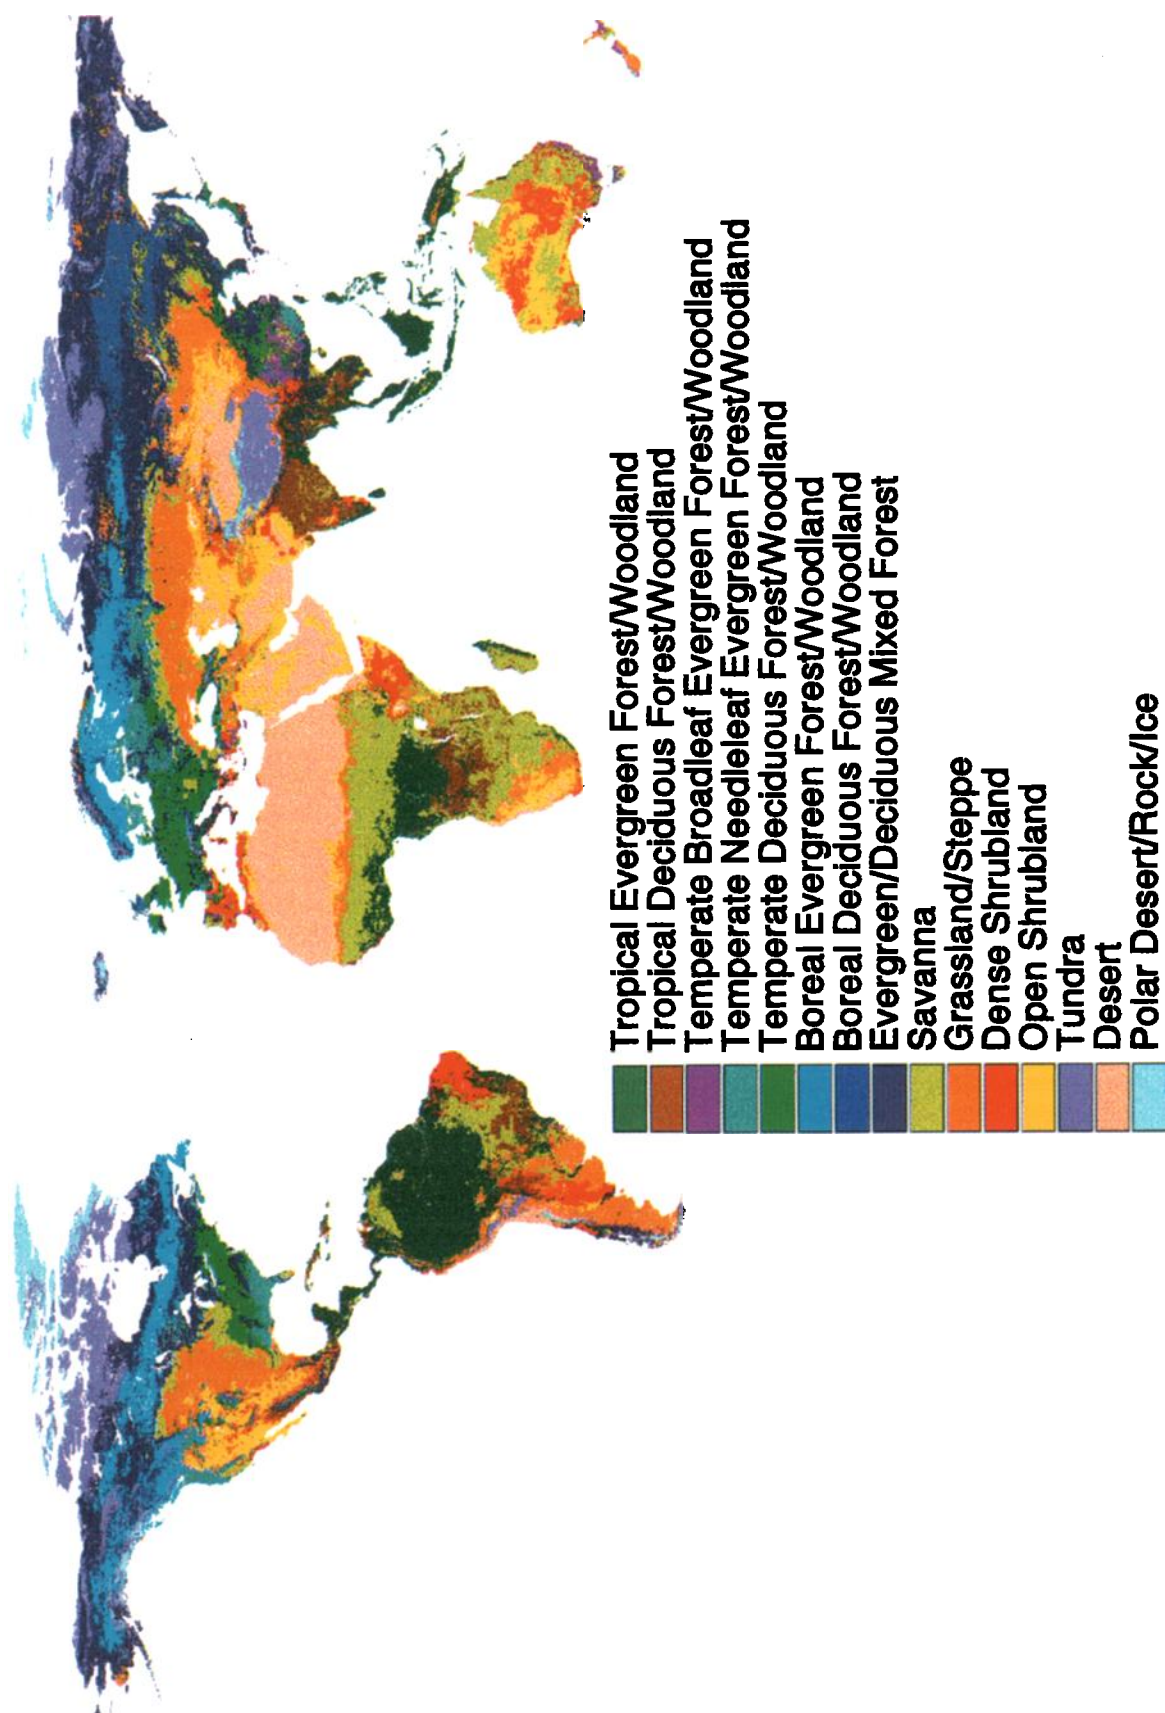 Tropical Evergreen Forest/Woodland
Tropical Deciduous Forest/Woodland
Temperate Broadleaf Evergreen Forest/Woodland
Temperate Needleleaf Evergreen Forest/Woodland
Temperate Deciduous Forest/Woodland
Boreal Evergreen Forest/Woodland
Boreal Deciduous Forest/Woodland
Evergreen/Deciduous Mixed Forest
Savanna
Grassland/Steppe
Dense Shrubland
Open Shrubland
Tundra
Desert
Polar Desert/Rock/Ice